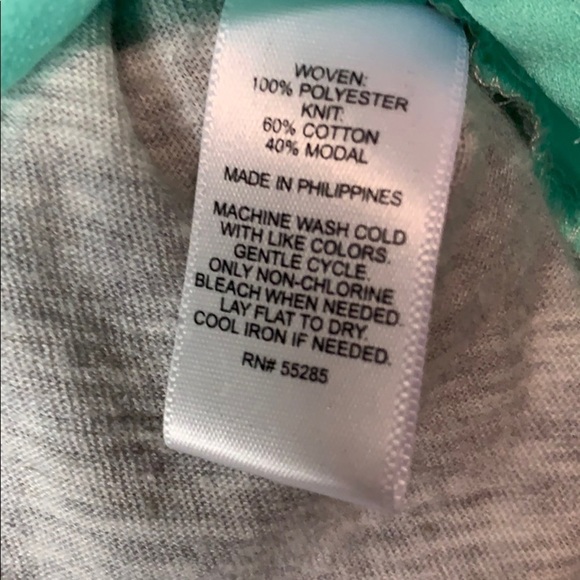 WOVEN:
100% POLYESTER
KNIT:
60% COTTON
40% MODAL
MADE IN PHILIPPINES
MACHINE WASH COLD
WITH LIKE COLORS.
GENTLE CYCLE.
ONLY NON-CHLORINE
BLEACH WHEN NEEDED.
LAY FLAT TO DRY.
COOL IRON IF NEEDED.
RN# 55285